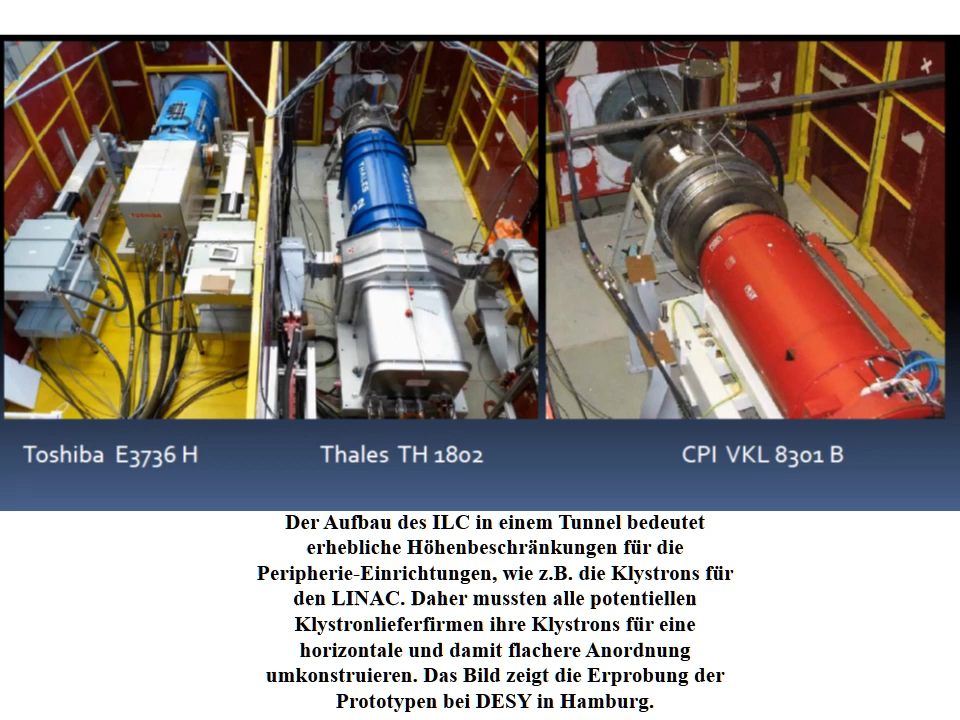 TOSHIBA
THALES
Toshiba E3736 H
Thales TH 1802
CPI VKL 8301 B
Der Aufbau des ILC in einem Tunnel bedeutet
erhebliche Höhenbeschränkungen für die
Peripherie-Einrichtungen, wie z.B. die Klystrons für
den LINAC. Daher mussten alle potentiellen
Klystronlieferfirmen ihre Klystrons für eine
horizontale und damit flachere Anordnung
umkonstruieren. Das Bild zeigt die Erprobung der
Prototypen bei DESY in Hamburg.